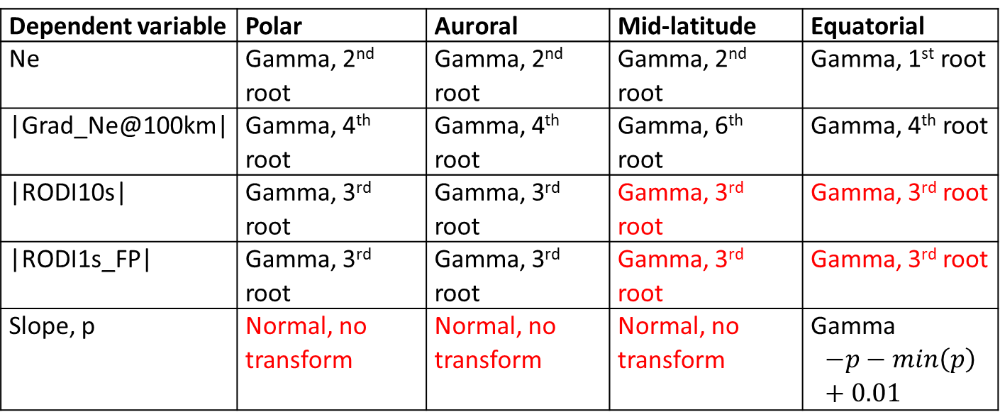 Dependent variable Polar Auroral Mid-latitude Equatorial
Ne Gamma, 2nd Gamma, 2nd Gamma, 2nd Gamma, 1st root
root root root
|Grad_Ne@100km| Gamma, 4th Gamma, 4th Gamma, 6th Gamma, 4th root
root root root
|RODI10s| Gamma, 3rd Gamma, 3rd Gamma, 3rd Gamma, 3rd root
root root root
|RODI1s_FP| Gamma, 3rd Gamma, 3rd Gamma, 3rd Gamma, 3rd root
root root root
Slope, p Normal, no Normal, no Normal, no Gamma
transform transform transform −p − min(p)
+ 0.01